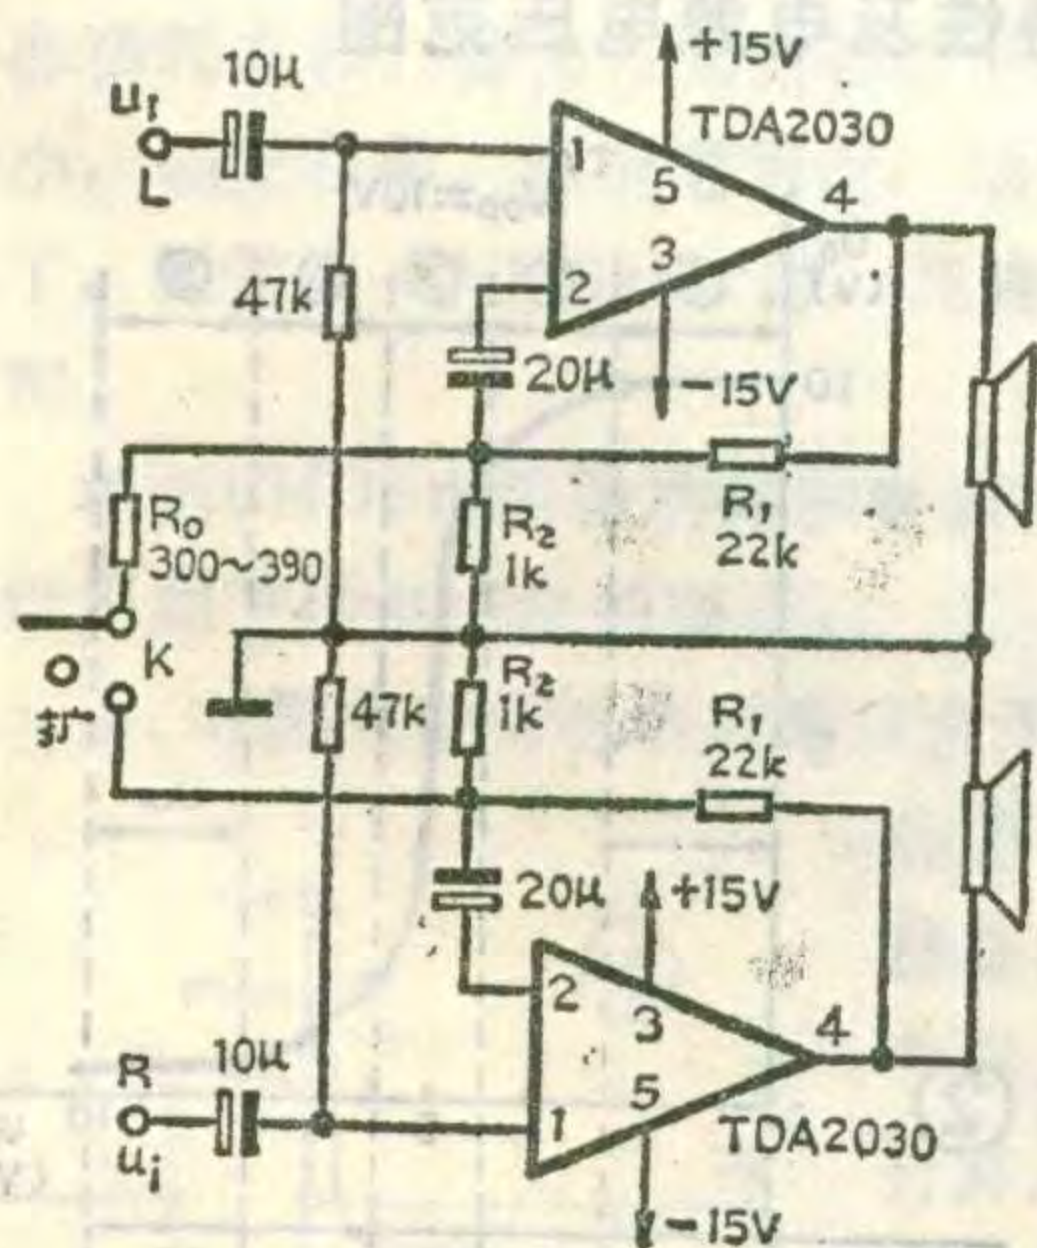 10μ
+15V
u₁
TDA2030
L
1
5
4
3
47k
2
20μ
-15V
R₀
300~390
R₂
1k
R₁
22k
K
扩
47k
R₂
1k
R₁
22k
20μ
+15V
2
3
4
R
10μ
5
1
TDA2030
uᵢ
-15V